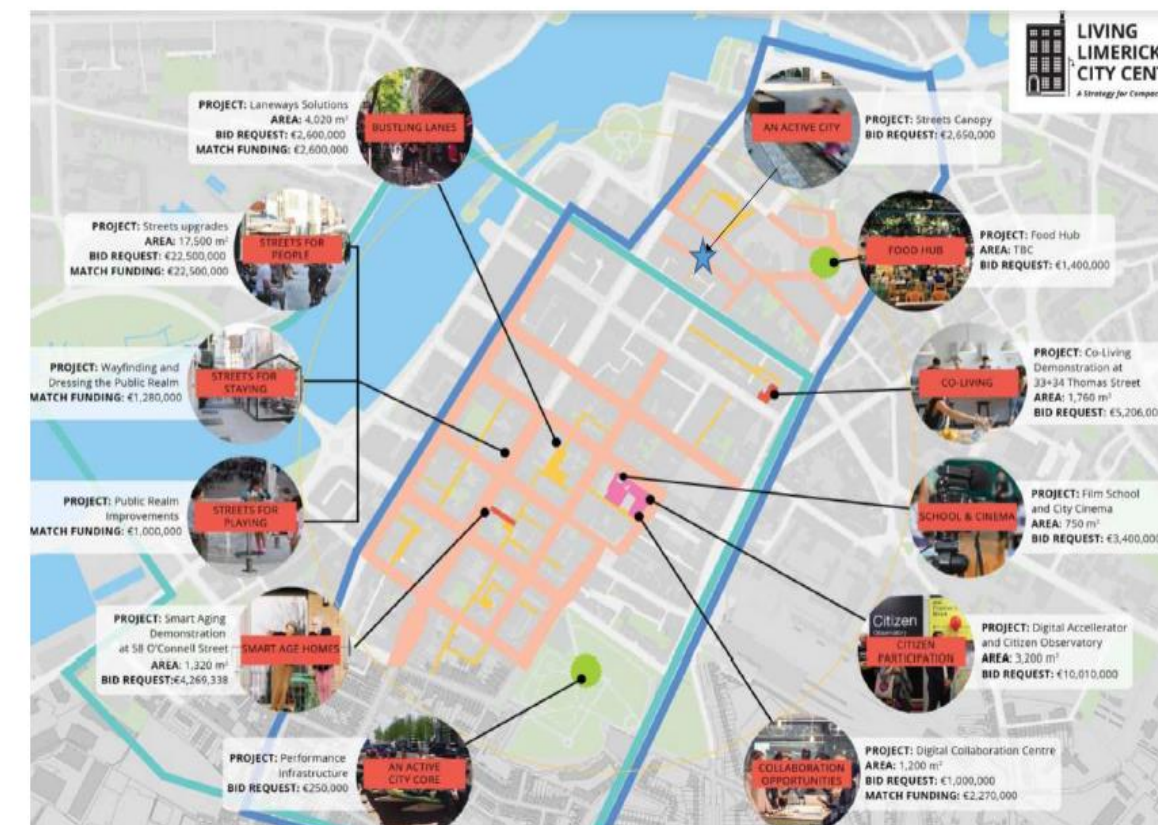 LIVING
LIMERICK
CITY CENT
A Strategy for Compac
PROJECT: Laneways Solutions
AREA: 4,020 m²
BID REQUEST: €2,600,000
MATCH FUNDING: €2,600,000
BUSTLING LANES
AN ACTIVE CITY
PROJECT: Streets Canopy
BID REQUEST: €2,650,000
PROJECT: Streets upgrades
AREA: 17,500 m²
BID REQUEST: €22,500,000
MATCH FUNDING: €22,500,000
STREETS FOR
PEOPLE
FOOD HUB
PROJECT: Food Hub
AREA: TBC
BID REQUEST: €1,400,000
PROJECT: Wayfinding and
Dressing the Public Realm
MATCH FUNDING: €1,280,000
STREETS FOR
STAYING
CO-LIVING
PROJECT: Co-Living
Demonstration at
33+34 Thomas Street
AREA: 1,760 m²
BID REQUEST: €5,206,00
PROJECT: Public Realm
Improvements
MATCH FUNDING: €1,000,000
STREETS FOR
PLAYING
SCHOOL & CINEMA
PROJECT: Film School
and City Cinema
AREA: 750 m²
BID REQUEST: €3,400,000
PROJECT: Smart Aging
Demonstration
at 58 O'Connell Street
AREA: 1,320 m²
BID REQUEST:€4,269,338
SMART AGE HOMES
Citizen
Observatory
CITIZEN
PARTICIPATION
PROJECT: Digital Accellerator
and Citizen Observatory
AREA: 3,200 m²
BID REQUEST: €10,010,000
PROJECT: Performance
Infrastructure
BID REQUEST: €250,000
AN ACTIVE
CITY CORE
COLLABORATION
OPPORTUNITIES
PROJECT: Digital Collaboration Centre
AREA: 1,200 m²
BID REQUEST: €1,000,000
MATCH FUNDING: €2,270,000